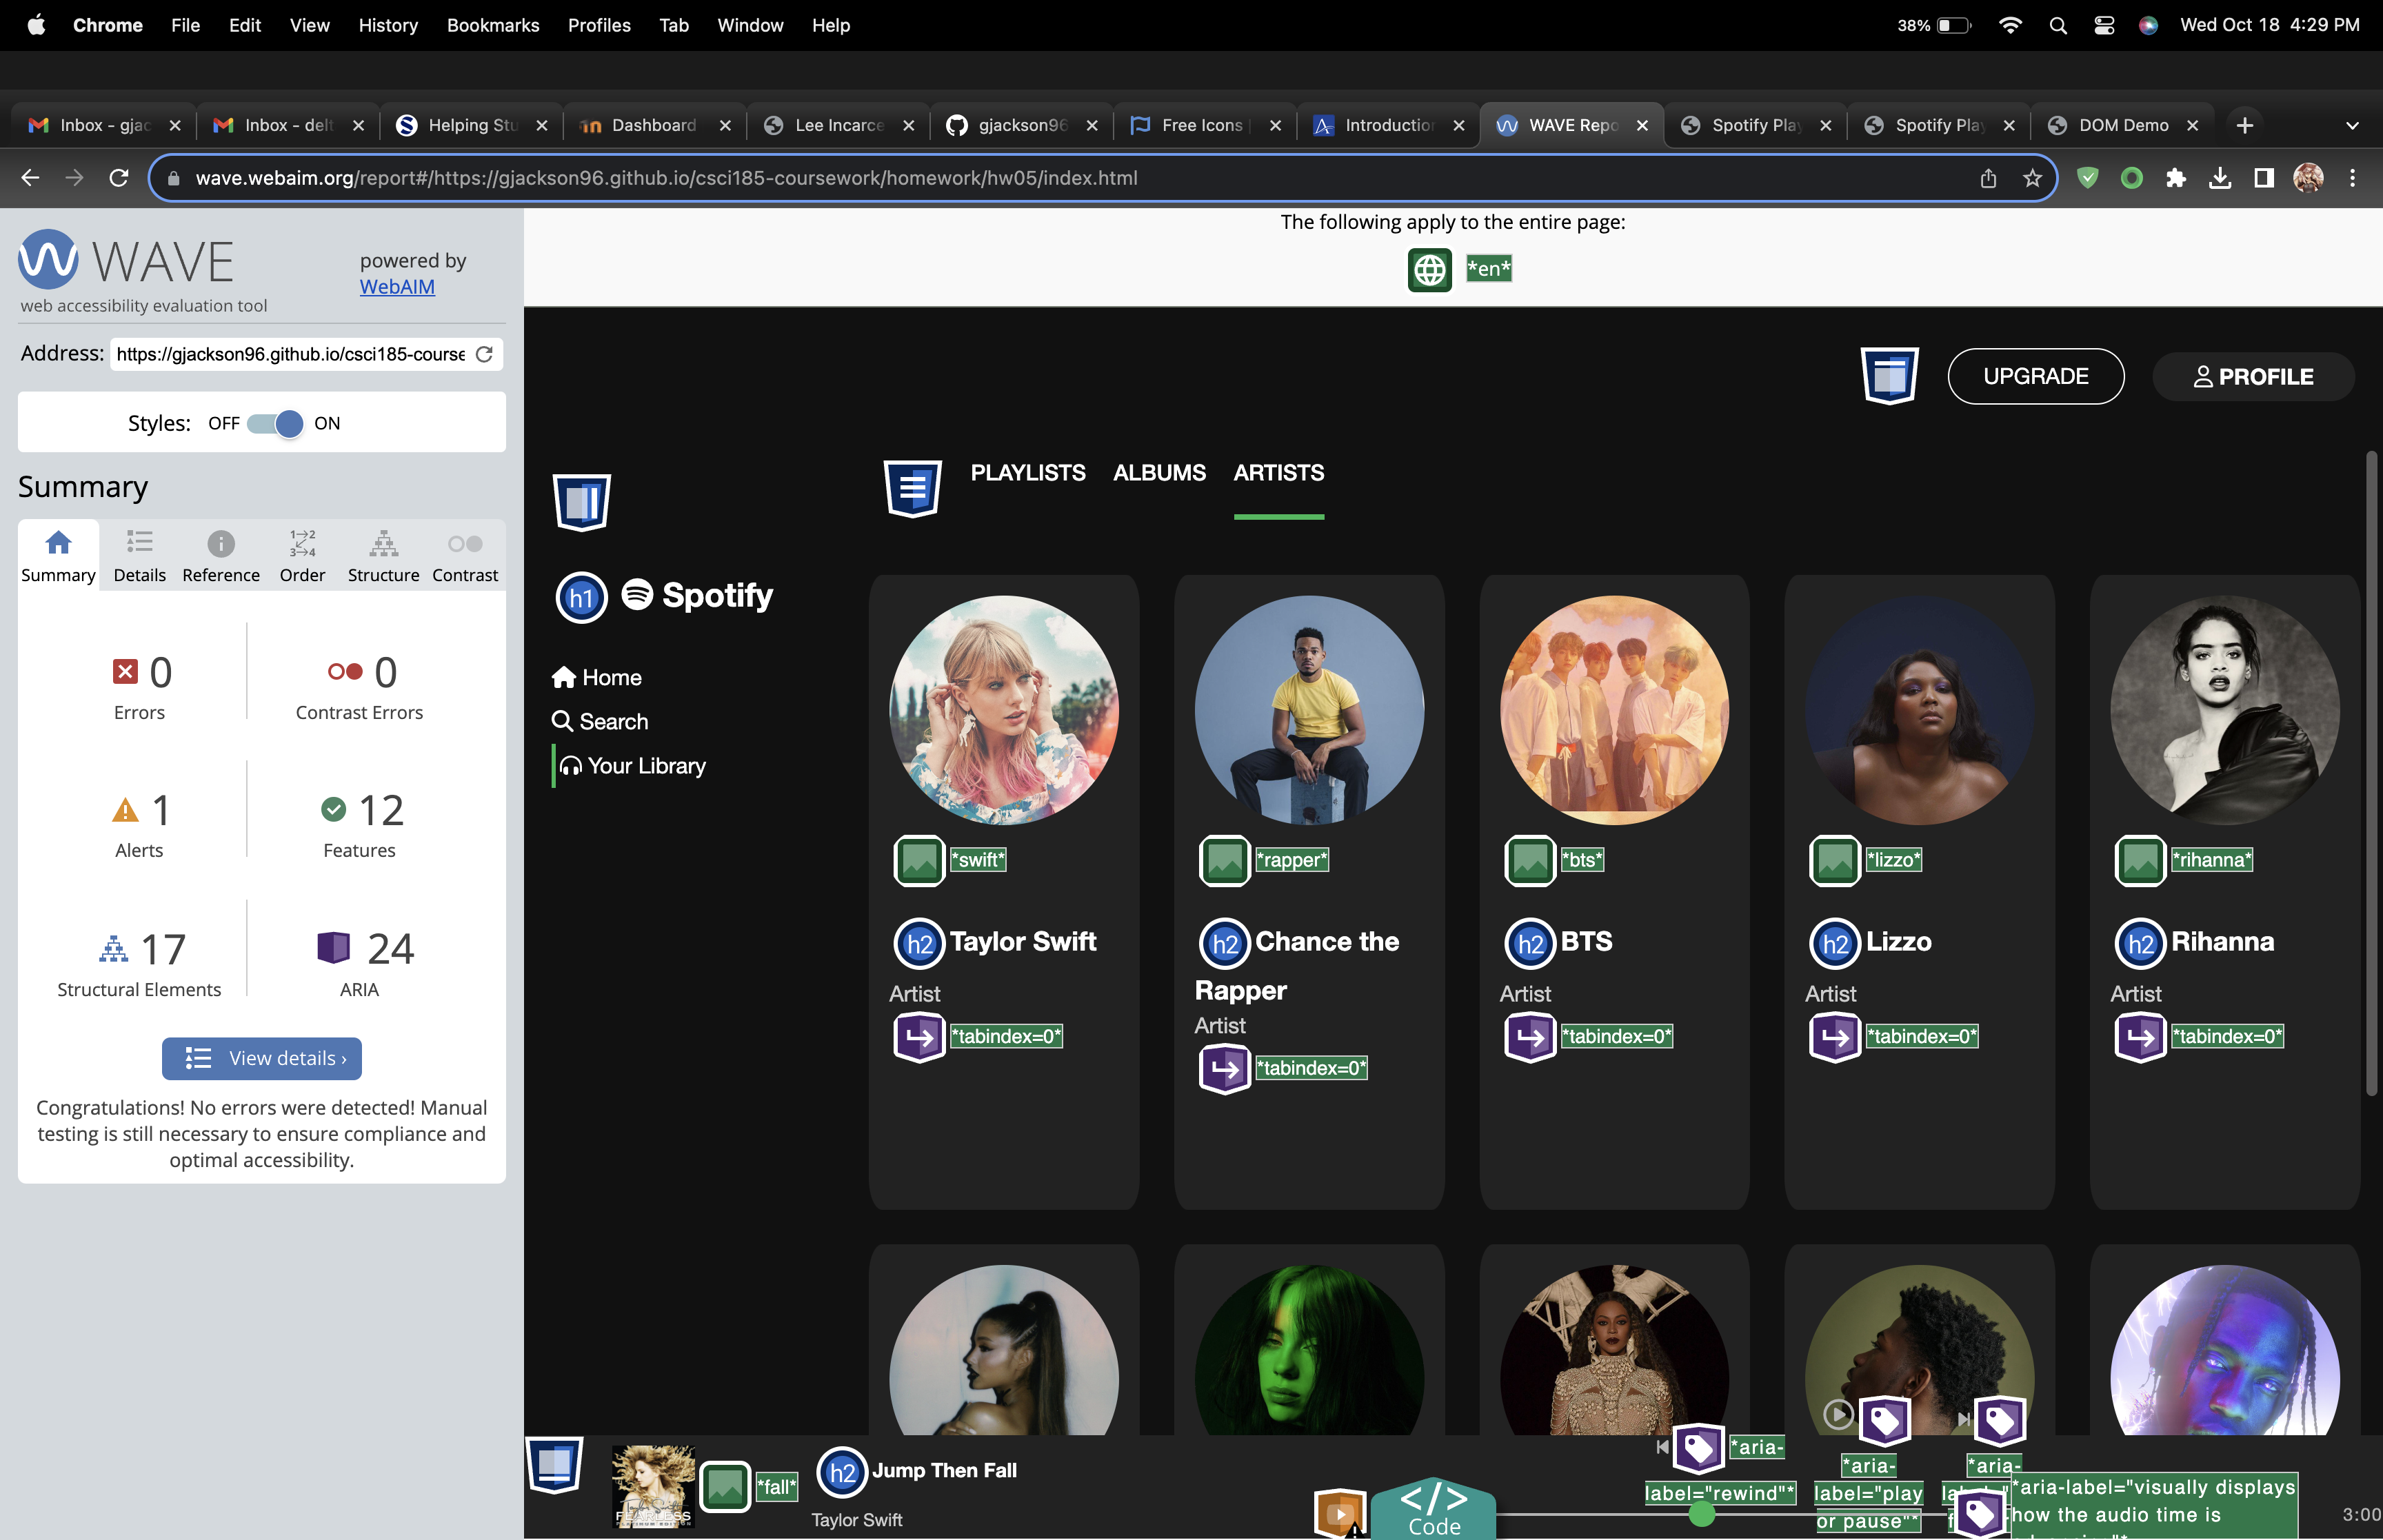 Chrome File Edit View History Bookmarks Profiles Tab Window Help 38% Wed Oct 18 4:29 PM
Inbox - gjac Inbox - delt Helping Stu Dashboard Lee Incarce gjackson96 Free Icons Introduction WAVE Repo Spotify Play Spotify Play DOM Demo
wave.webaim.org/report#/https://gjackson96.github.io/csci185-coursework/homework/hw05/index.html
WAVE
web accessibility evaluation tool
powered by
WebAIM
Address: https://gjackson96.github.io/csci185-course
Styles: OFF ON
Summary
Summary Details Reference Order Structure Contrast
0 0
Errors Contrast Errors
1 12
Alerts Features
17 24
Structural Elements ARIA
View details ›
Congratulations! No errors were detected! Manual
testing is still necessary to ensure compliance and
optimal accessibility.
The following apply to the entire page:
*en*
UPGRADE PROFILE
PLAYLISTS ALBUMS ARTISTS
h1 Spotify
Home
Search
Your Library
*swift* *rapper* *bts* *lizzo* *rihanna*
h2 Taylor Swift h2 Chance the h2 BTS h2 Lizzo h2 Rihanna
Rapper
Artist Artist Artist Artist Artist
*tabindex=0* *tabindex=0* *tabindex=0* *tabindex=0* *tabindex=0*
*fall* h2 Jump Then Fall
Taylor Swift
FEARLESS
</>
Code
*aria-
label="rewind"*
*aria-
label="play
or pause"*
*aria-
*aria-label="visually displays
how the audio time is
3:00